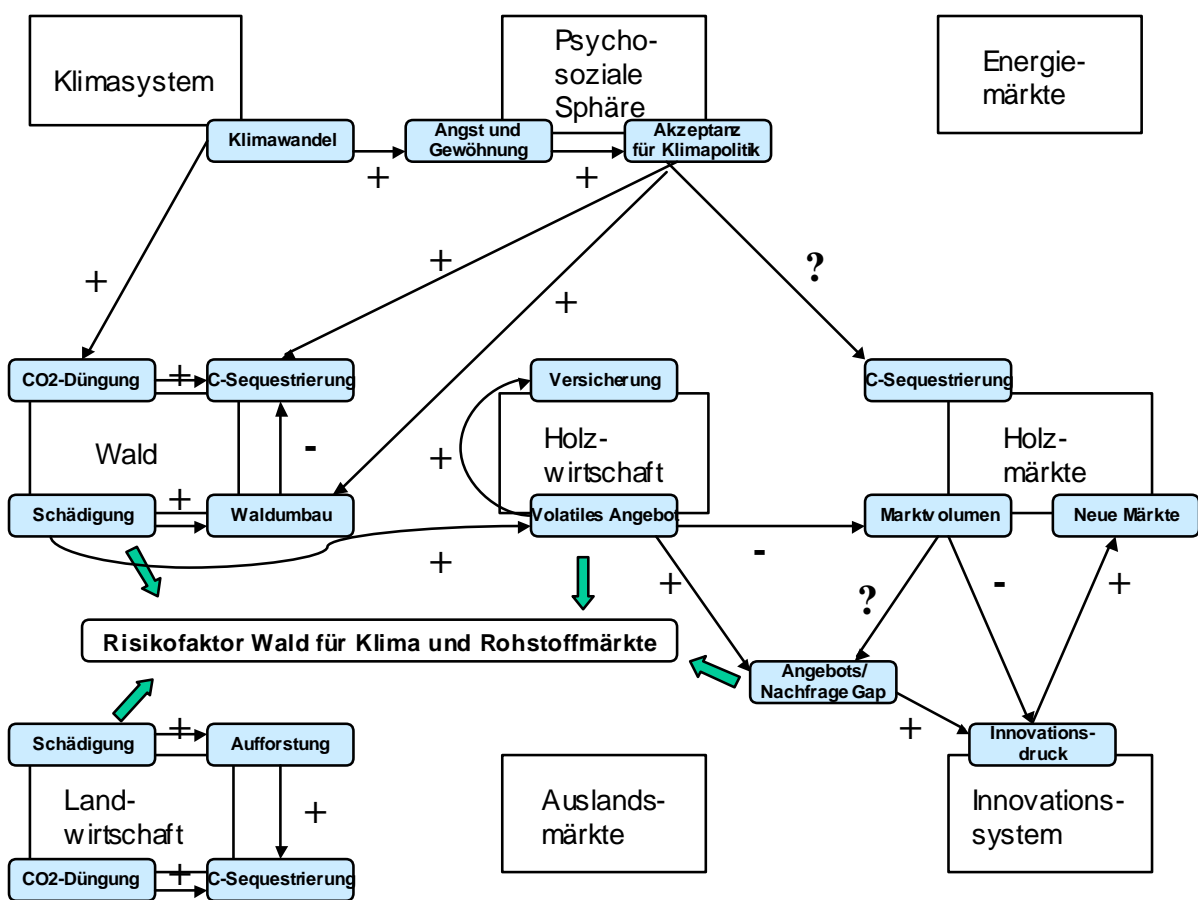 Klimasystem
Psycho-
soziale
Sphäre
Energie-
märkte
Klimawandel
Angst und
Gewöhnung
Akzeptanz
für Klimapolitik
+
+
+
+
+
?
CO2-Düngung
+
C-Sequestrierung
Versicherung
C-Sequestrierung
Wald
-
+
Holz-
wirtschaft
Holz-
märkte
Schädigung
+
Waldumbau
Volatiles Angebot
Marktvolumen
Neue Märkte
+
-
+
?
-
+
Risikofaktor Wald für Klima und Rohstoffmärkte
Angebots/
Nachfrage Gap
+
Schädigung
+
Aufforstung
Innovations-
druck
Land-
wirtschaft
+
Auslands-
märkte
Innovations-
system
CO2-Düngung
+
C-Sequestrierung